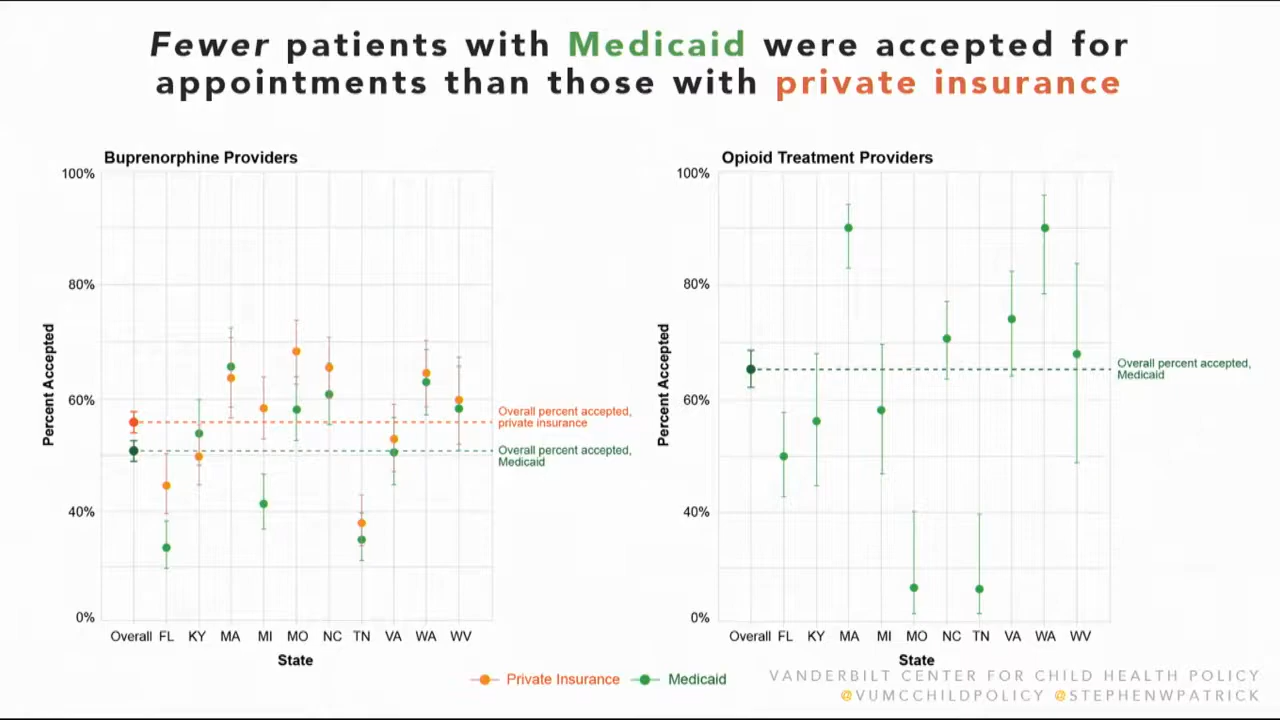 Fewer patients with Medicaid were accepted for
appointments than those with private insurance
Buprenorphine Providers
100%
80%
60%
40%
0%
Percent Accepted
Overall percent accepted,
private insurance
Overall percent accepted,
Medicaid
Overall FL KY MA MI MO NC TN VA WA WV
State
Opioid Treatment Providers
100%
80%
60%
40%
0%
Percent Accepted
Overall percent accepted,
Medicaid
Overall FL KY MA MI MO NC TN VA WA WV
State
Private Insurance Medicaid
VANDERBILT CENTER FOR CHILD HEALTH POLICY
@VUMCCHILDPOLICY @STEPHENWPATRICK